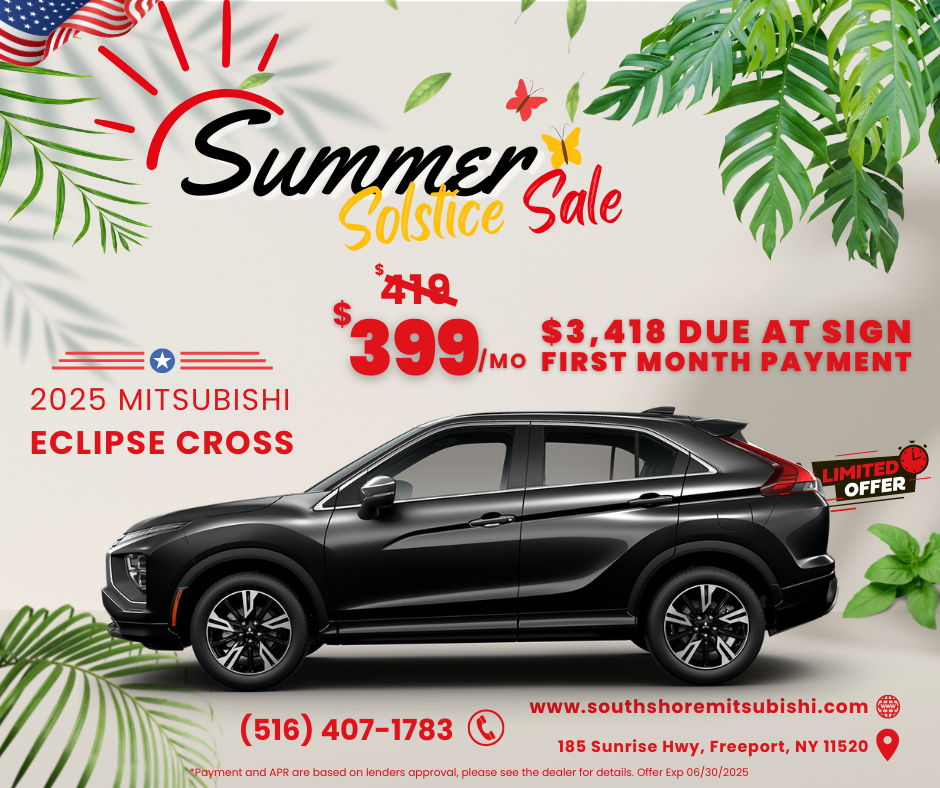 Summer
Solstice Sale
$419
$399/MO
$3,418 DUE AT SIGN
FIRST MONTH PAYMENT
2025 MITSUBISHI
ECLIPSE CROSS
LIMITED
OFFER
www.southshoremitsubishi.com
WWW
(516) 407-1783
185 Sunrise Hwy, Freeport, NY 11520
*Payment and APR are based on lenders approval, please see the dealer for details. Offer Exp 06/30/2025